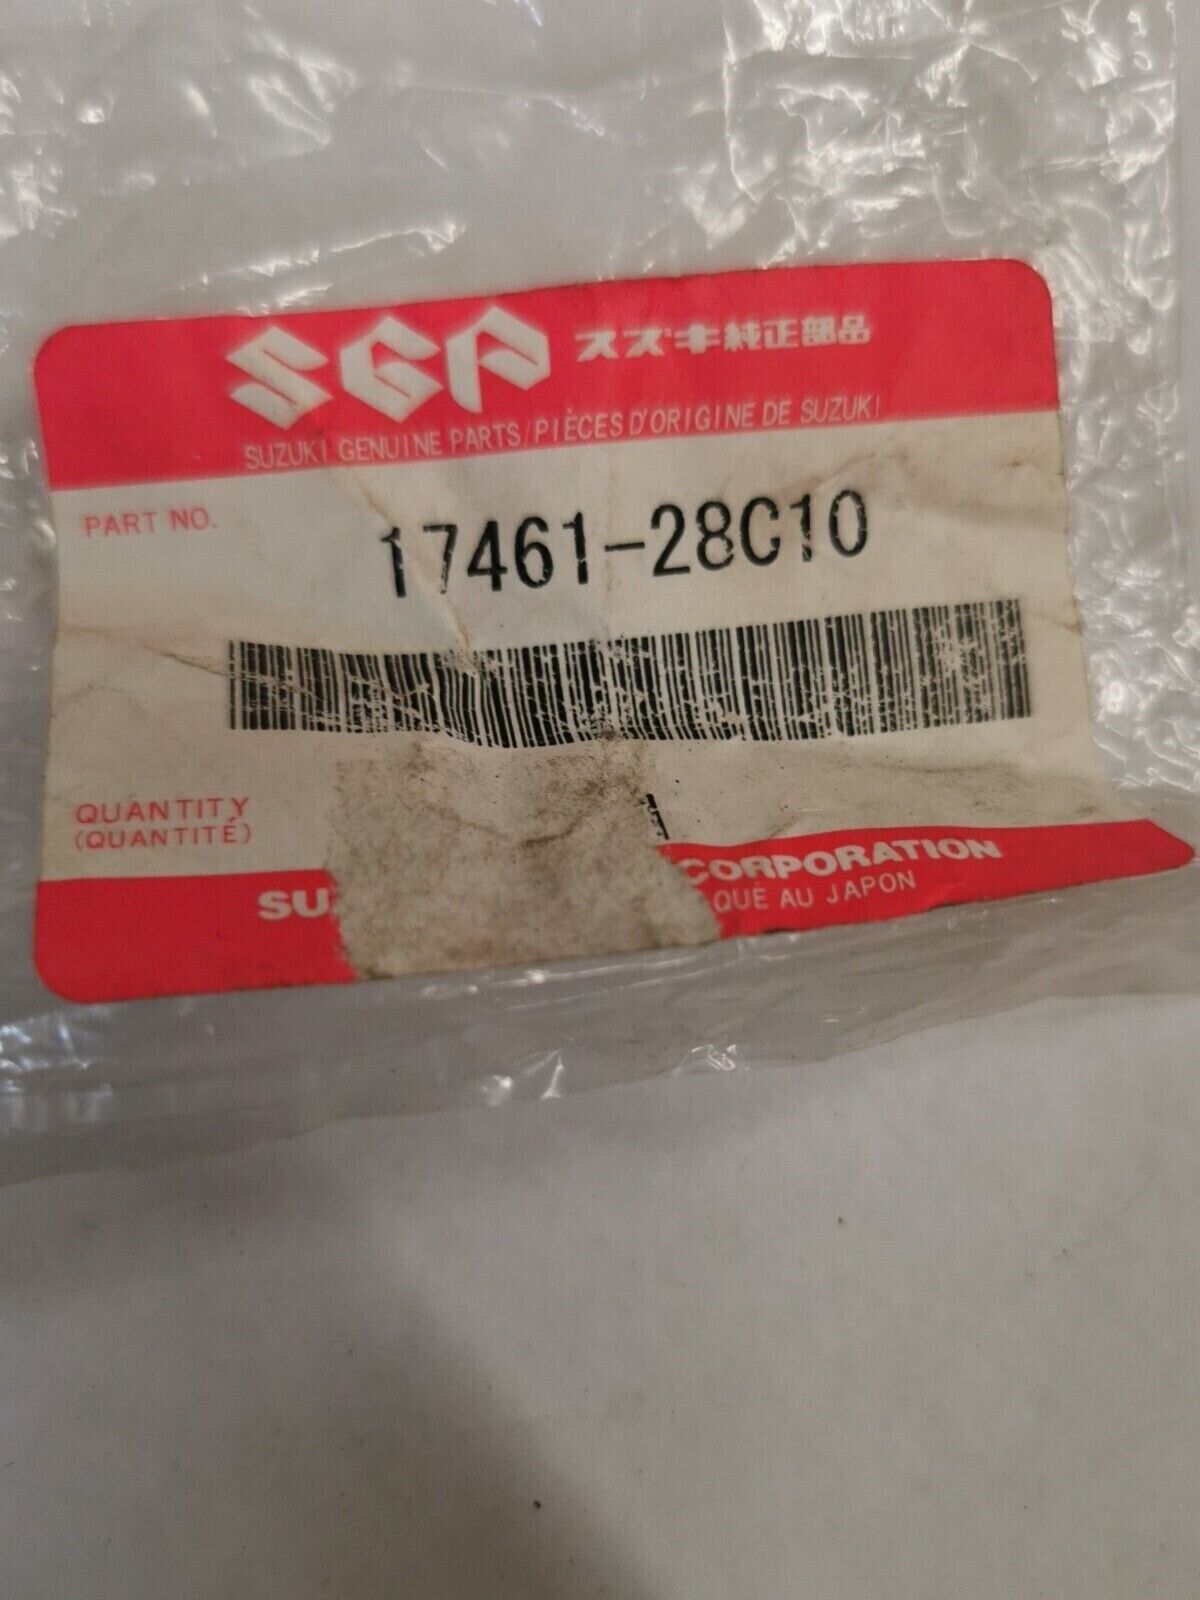 SGP スズキ純正部品
SUZUKI GENUINE PARTS/PIÈCES D'ORIGINE DE SUZUKI
PART NO. 17461-28C10
QUANTITY
(QUANTITÉ)
CORPORATION
AU JAPON